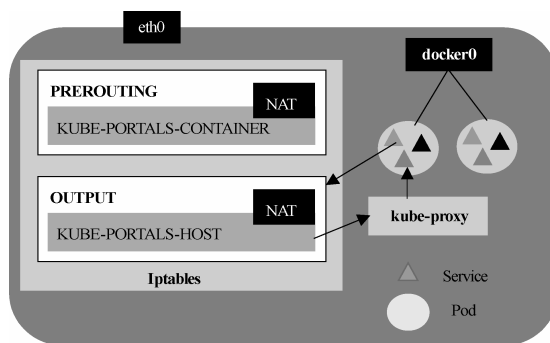 eth0
docker0
PREROUTING
NAT
KUBE-PORTALS-CONTAINER
OUTPUT
NAT
KUBE-PORTALS-HOST
kube-proxy
Iptables
Service
Pod